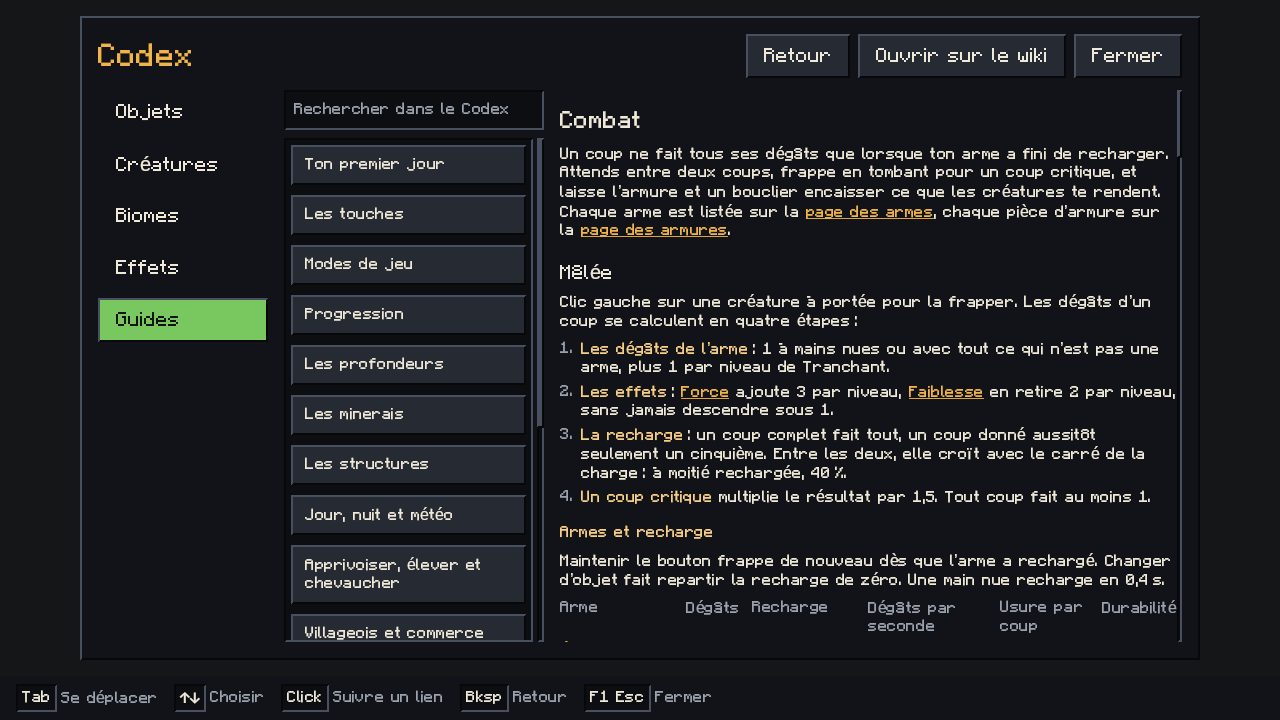 Codex
Retour
Ouvrir sur le wiki
Fermer
Objets
Créatures
Biomes
Effets
Guides
Rechercher dans le Codex
Ton premier jour
Les touches
Modes de jeu
Progression
Les profondeurs
Les minerais
Les structures
Jour, nuit et météo
Apprivoiser, élever et
chevaucher
Villageois et commerce
Combat
Un coup ne fait tous ses dégâts que lorsque ton arme a fini de recharger.
Attends entre deux coups, frappe en tombant pour un coup critique, et
laisse l'armure et un bouclier encaisser ce que les créatures te rendent.
Chaque arme est listée sur la page des armes, chaque pièce d'armure sur
la page des armures.
Mêlée
Clic gauche sur une créature à portée pour la frapper. Les dégâts d'un
coup se calculent en quatre étapes :
1. Les dégâts de l'arme : 1 à mains nues ou avec tout ce qui n'est pas une
arme, plus 1 par niveau de Tranchant.
2. Les effets : Force ajoute 3 par niveau, Faiblesse en retire 2 par niveau,
sans jamais descendre sous 1.
3. La recharge : un coup complet fait tout, un coup donné aussitôt
seulement un cinquième. Entre les deux, elle croît avec le carré de la
charge : à moitié rechargée, 40 %.
4. Un coup critique multiplie le résultat par 1,5. Tout coup fait au moins 1.
Armes et recharge
Maintenir le bouton frappe de nouveau dès que l'arme a rechargé. Changer
d'objet fait repartir la recharge de zéro. Une main nue recharge en 0,4 s.
Arme Dégâts Recharge Dégâts par seconde Usure par coup Durabilité
Tab Se déplacer ↑↓ Choisir Click Suivre un lien Bksp Retour F1 Esc Fermer